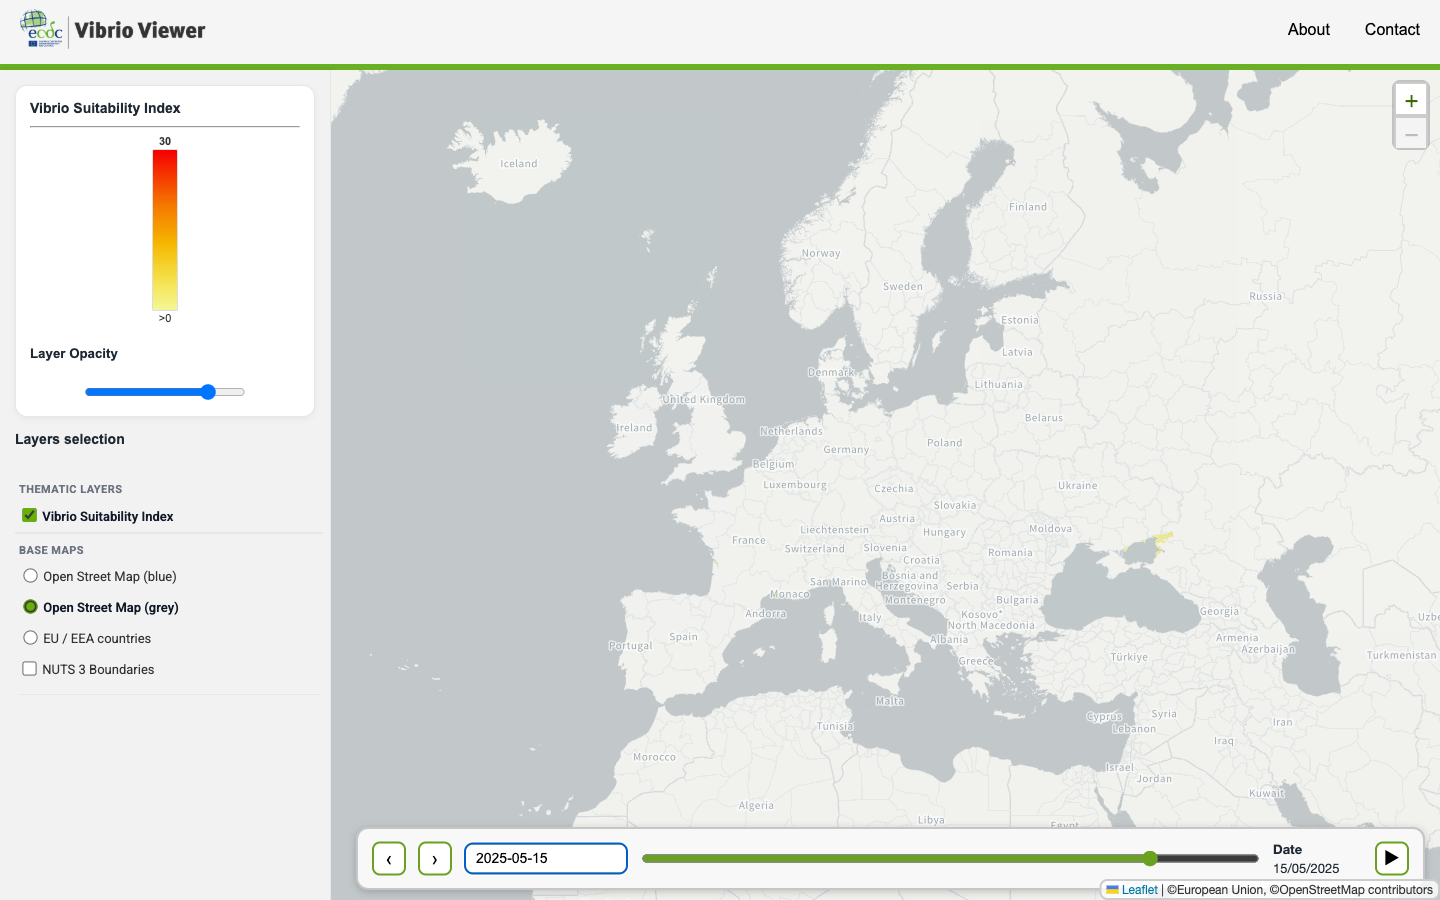 ecdc
Vibrio Viewer
About
Contact
Vibrio Suitability Index
30
>0
Layer Opacity
Layers selection
THEMATIC LAYERS
Vibrio Suitability Index
BASE MAPS
Open Street Map (blue)
Open Street Map (grey)
EU / EEA countries
NUTS 3 Boundaries
+
−
Iceland
Finland
Norway
Sweden
Russia
Estonia
Latvia
Denmark
Lithuania
United Kingdom
Belarus
Ireland
Netherlands
Poland
Germany
Belgium
Luxembourg
Czechia
Ukraine
Slovakia
Austria
Liechtenstein
Hungary
Moldova
France
Switzerland
Slovenia
Romania
Croatia
San Marino
Bosnia and
Herzegovina
Serbia
Monaco
Montenegro
Bulgaria
Andorra
Italy
Kosovo*
Georgia
North Macedonia
Uzbe
Spain
Portugal
Albania
Armenia
Azerbaijan
Greece
Türkiye
Turkmenistan
Malta
Cyprus
Syria
Tunisia
Lebanon
Iran
Iraq
Morocco
Israel
Jordan
Kuwait
Algeria
Libya
Egypt
‹
›
2025-05-15
Date
15/05/2025
Leaflet | ©European Union, ©OpenStreetMap contributors